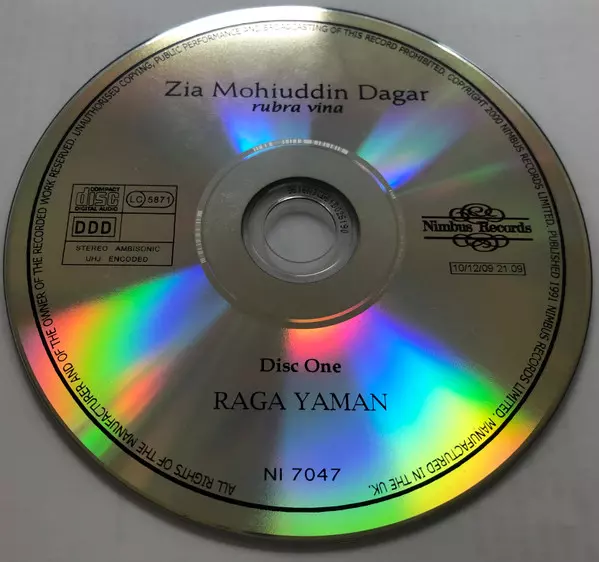 ALL RIGHTS OF THE MANUFACTURER AND OF THE OWNER OF THE RECORDED WORK RESERVED. UNAUTHORISED COPYING, PUBLIC PERFORMANCE AND BROADCASTING OF THIS RECORD PROHIBITED. COPYRIGHT 2000 NIMBUS RECORDS LIMITED. PUBLISHED 1991 NIMBUS RECORDS LIMITED. MANUFACTURED IN THE UK.
Zia Mohiuddin Dagar
rubra vina
COMPACT
disc
DIGITAL AUDIO
LC 5871
DDD
STEREO AMBISONIC
UHJ ENCODED
Nimbus Records
10/12/09 21:09
Disc One
RAGA YAMAN
NI 7047